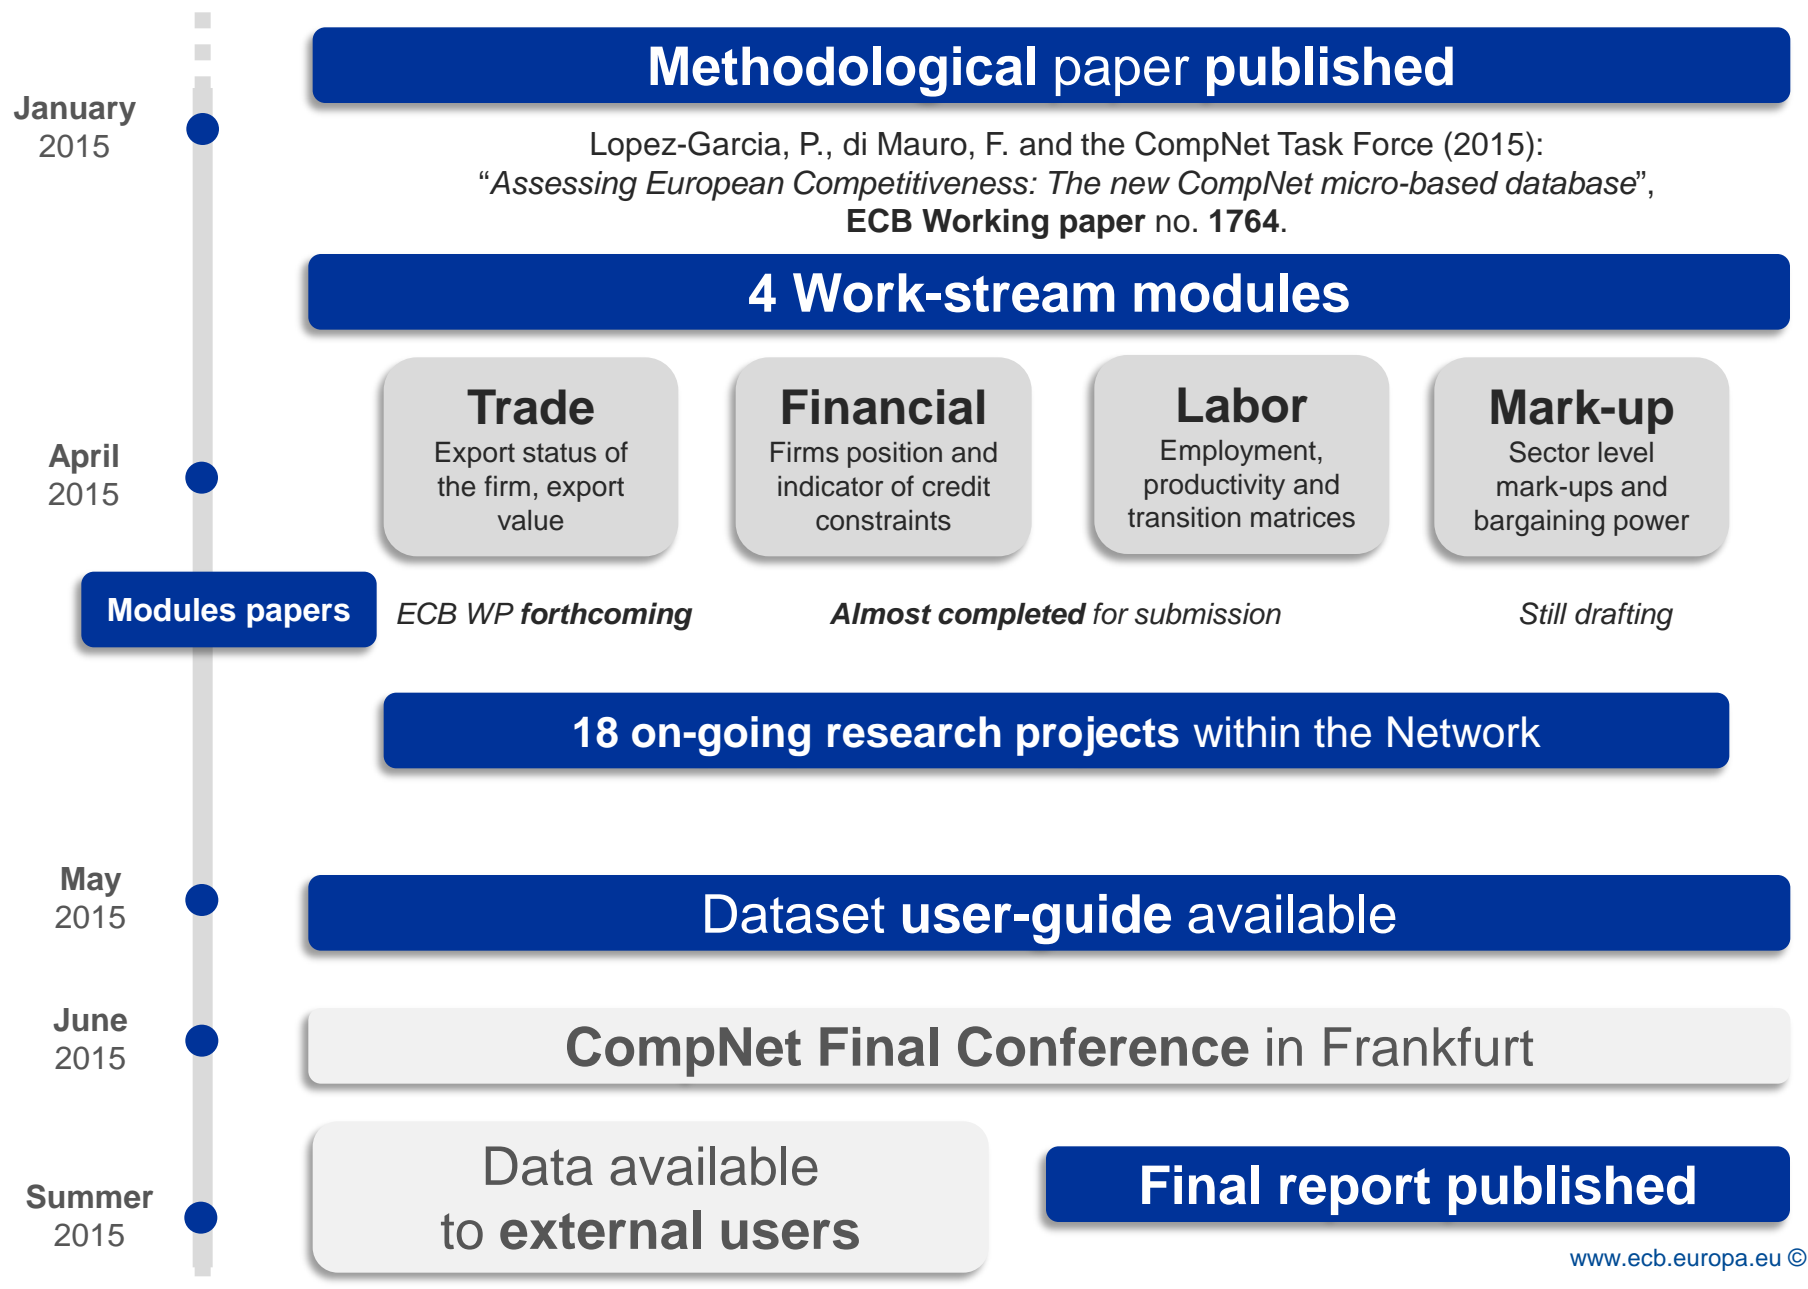 Methodological paper published
January
2015
Lopez-Garcia, P., di Mauro, F. and the CompNet Task Force (2015):
“Assessing European Competitiveness: The new CompNet micro-based database”,
ECB Working paper no. 1764.
4 Work-stream modules
April
2015
Trade
Export status of
the firm, export
value
Financial
Firms position and
indicator of credit
constraints
Labor
Employment,
productivity and
transition matrices
Mark-up
Sector level
mark-ups and
bargaining power
Modules papers
ECB WP forthcoming
Almost completed for submission
Still drafting
18 on-going research projects within the Network
May
2015
Dataset user-guide available
June
2015
CompNet Final Conference in Frankfurt
Summer
2015
Data available
to external users
Final report published
www.ecb.europa.eu ©